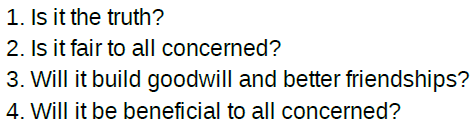 1. Is it the truth?
2. Is it fair to all concerned?
3. Will it build goodwill and better friendships?
4. Will it be beneficial to all concerned?